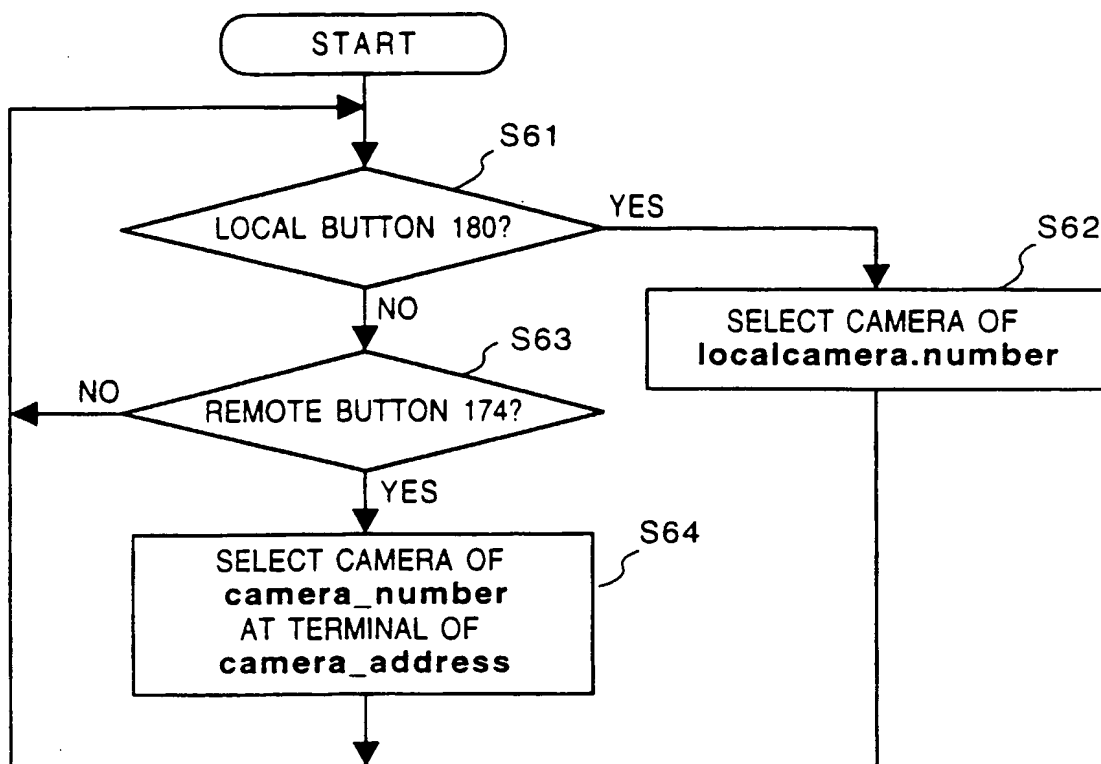 START
S61
LOCAL BUTTON 180?
YES
S62
SELECT CAMERA OF
localcamera.number
NO
S63
NO
REMOTE BUTTON 174?
YES
S64
SELECT CAMERA OF
camera_number
AT TERMINAL OF
camera_address